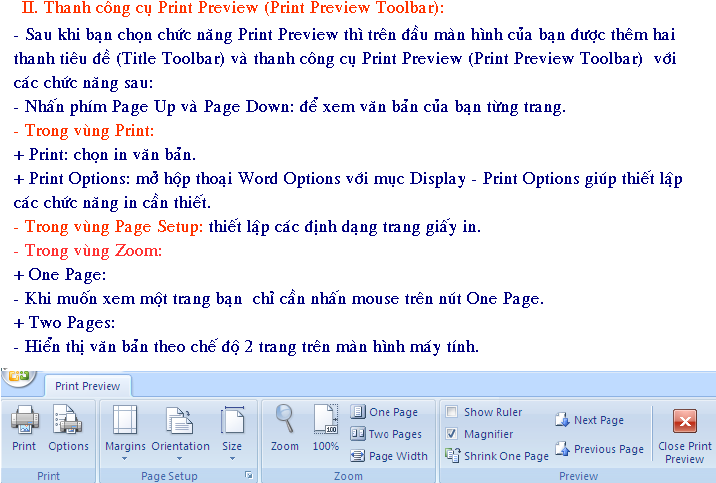 II. Thanh công cụ Print Preview (Print Preview Toolbar):
- Sau khi bạn chọn chức năng Print Preview thì trên đầu màn hình của bạn được thêm hai
thanh tiêu đề (Title Toolbar) và thanh công cụ Print Preview (Print Preview Toolbar) với
các chức năng sau:
- Nhấn phím Page Up và Page Down: để xem văn bản của bạn từng trang.
- Trong vùng Print:
+ Print: chọn in văn bản.
+ Print Options: mở hộp thoại Word Options với mục Display - Print Options giúp thiết lập
các chức năng in cần thiết.
- Trong vùng Page Setup: thiết lập các định dạng trang giấy in.
- Trong vùng Zoom:
+ One Page:
- Khi muốn xem một trang bạn chỉ cần nhấn mouse trên nút One Page.
+ Two Pages:
- Hiển thị văn bản theo chế độ 2 trang trên màn hình máy tính.
Print Preview
Print Options
Print
Margins Orientation Size
Page Setup
Zoom 100%
100
One Page
Two Pages
Page Width
Zoom
Show Ruler
Magnifier
Shrink One Page
Next Page
Previous Page
Close Print
Preview
Preview